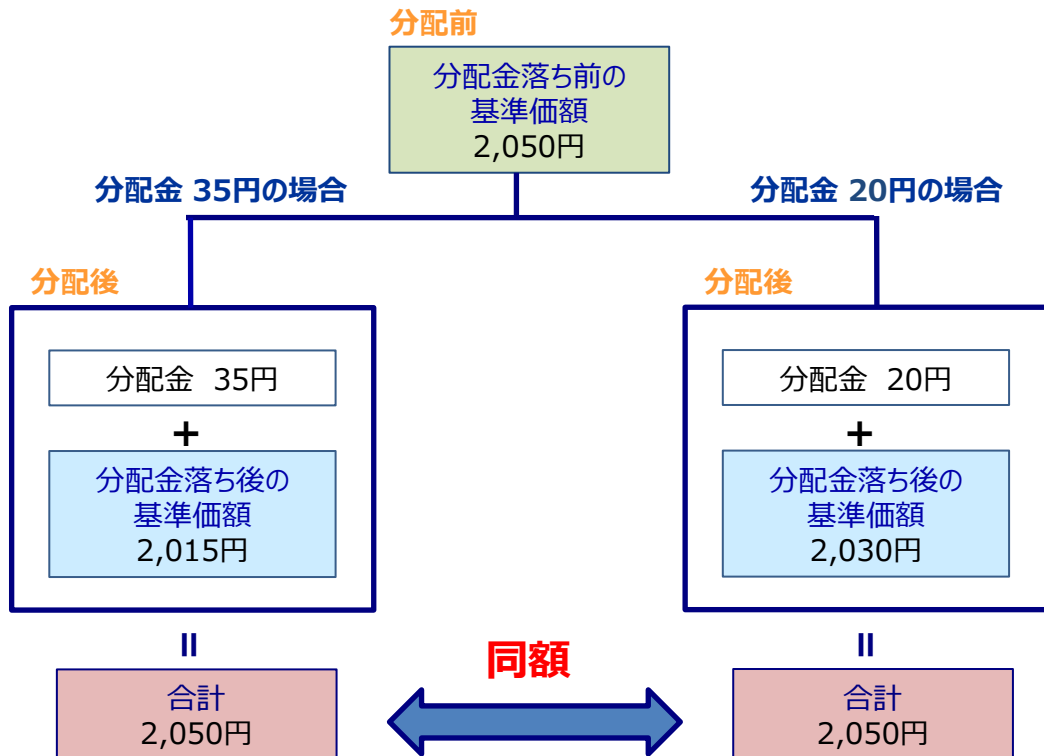 分配前
分配金落ち前の
基準価額
2,050円
分配金 35円の場合
分配金 20円の場合
分配後
分配金 35円
+
分配金落ち後の
基準価額
2,015円
=
合計
2,050円
分配後
分配金 20円
+
分配金落ち後の
基準価額
2,030円
=
合計
2,050円
同額